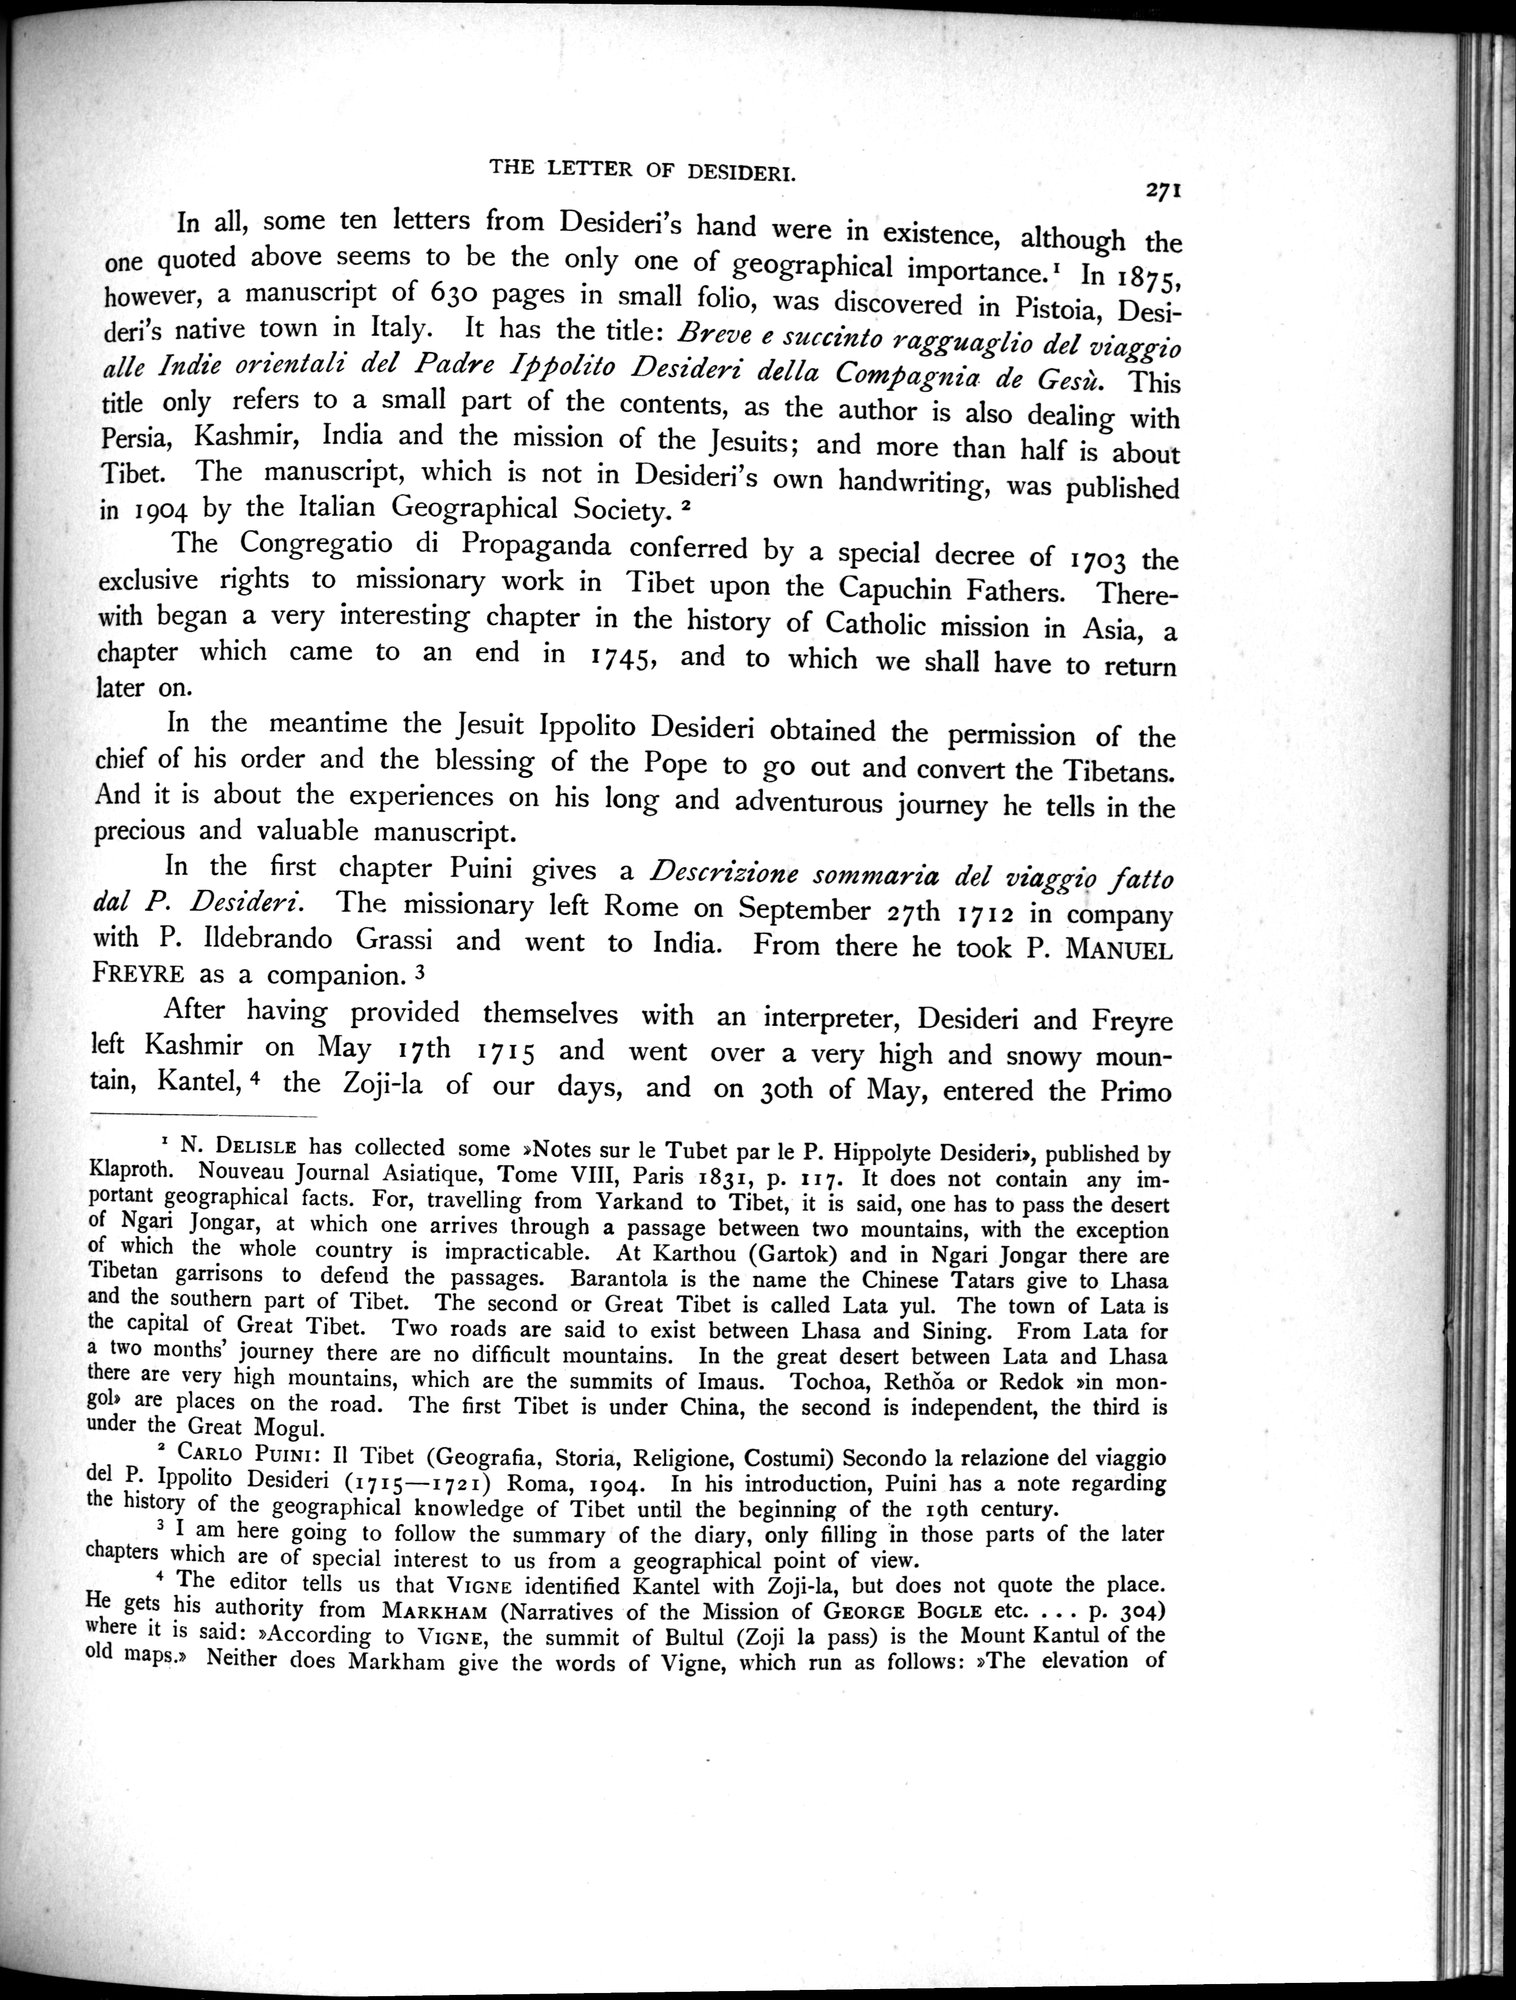 THE LETTER OF DESIDERI.
271
In all, some ten letters from Desideri's hand were in existence, although the
one quoted above seems to be the only one of geographical importance.¹ In 1875,
however, a manuscript of 630 pages in small folio, was discovered in Pistoia, Desi-
deri's native town in Italy. It has the title: Breve e succinto ragguaglio del viaggio
alle Indie orientali del Padre Ippolito Desideri della Compagnia de Gesù. This
title only refers to a small part of the contents, as the author is also dealing with
Persia, Kashmir, India and the mission of the Jesuits; and more than half is about
Tibet. The manuscript, which is not in Desideri's own handwriting, was published
in 1904 by the Italian Geographical Society. ²
The Congregatio di Propaganda conferred by a special decree of 1703 the
exclusive rights to missionary work in Tibet upon the Capuchin Fathers. There-
with began a very interesting chapter in the history of Catholic mission in Asia, a
chapter which came to an end in 1745, and to which we shall have to return
later on.
In the meantime the Jesuit Ippolito Desideri obtained the permission of the
chief of his order and the blessing of the Pope to go out and convert the Tibetans.
And it is about the experiences on his long and adventurous journey he tells in the
precious and valuable manuscript.
In the first chapter Puini gives a Descrizione sommaria del viaggio fatto
dal P. Desideri. The missionary left Rome on September 27th 1712 in company
with P. Ildebrando Grassi and went to India. From there he took P. MANUEL
FREYRE as a companion. ³
After having provided themselves with an interpreter, Desideri and Freyre
left Kashmir on May 17th 1715 and went over a very high and snowy moun-
tain, Kantel, ⁴ the Zoji-la of our days, and on 30th of May, entered the Primo
¹ N. DELISLE has collected some »Notes sur le Tubet par le P. Hippolyte Desideri», published by
Klaproth. Nouveau Journal Asiatique, Tome VIII, Paris 1831, p. 117. It does not contain any im-
portant geographical facts. For, travelling from Yarkand to Tibet, it is said, one has to pass the desert
of Ngari Jongar, at which one arrives through a passage between two mountains, with the exception
of which the whole country is impracticable. At Karthou (Gartok) and in Ngari Jongar there are
Tibetan garrisons to defend the passages. Barantola is the name the Chinese Tatars give to Lhasa
and the southern part of Tibet. The second or Great Tibet is called Lata yul. The town of Lata is
the capital of Great Tibet. Two roads are said to exist between Lhasa and Sining. From Lata for
a two months' journey there are no difficult mountains. In the great desert between Lata and Lhasa
there are very high mountains, which are the summits of Imaus. Tochoa, Rethŏa or Redok »in mon-
gol» are places on the road. The first Tibet is under China, the second is independent, the third is
under the Great Mogul.
² CARLO PUINI: Il Tibet (Geografia, Storia, Religione, Costumi) Secondo la relazione del viaggio
del P. Ippolito Desideri (1715—1721) Roma, 1904. In his introduction, Puini has a note regarding
the history of the geographical knowledge of Tibet until the beginning of the 19th century.
³ I am here going to follow the summary of the diary, only filling in those parts of the later
chapters which are of special interest to us from a geographical point of view.
⁴ The editor tells us that VIGNE identified Kantel with Zoji-la, but does not quote the place.
He gets his authority from MARKHAM (Narratives of the Mission of GEORGE BOGLE etc. . . . p. 304)
where it is said: »According to VIGNE, the summit of Bultul (Zoji la pass) is the Mount Kantul of the
old maps.» Neither does Markham give the words of Vigne, which run as follows: »The elevation of